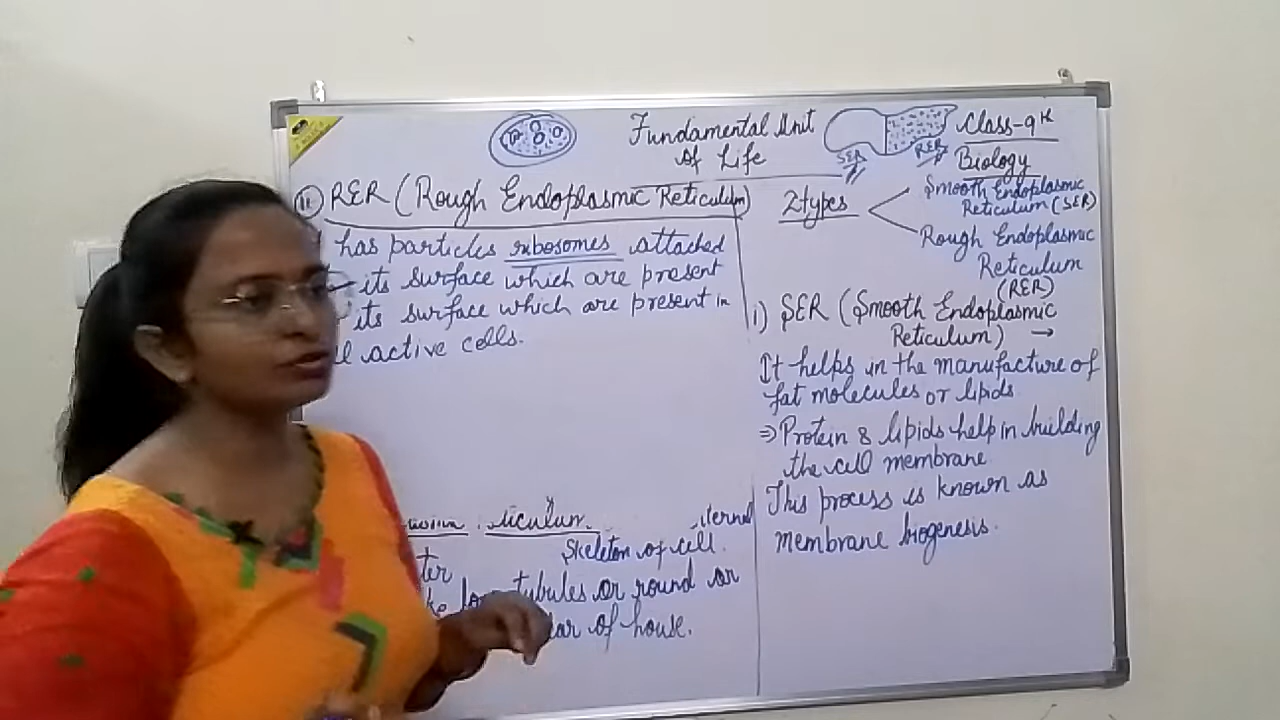 Fundamental Unit
of Life
SER
RER
Class-9th
Biology
ii) RER (Rough Endoplasmic Reticulum)
has particles ribosomes attached
its surface which are present
its surface which are present in
active cells.
ternal
skeleton of cell.
tubules or round or
of house.
2 types
Smooth Endoplasmic
Reticulum (SER)
Rough Endoplasmic
Reticulum
(RER)
i) SER (Smooth Endoplasmic
Reticulum) →
It helps in the manufacture of
fat molecules or lipids
⇒ Protein & lipids help in building
the cell membrane
This process is known as
membrane biogenesis.